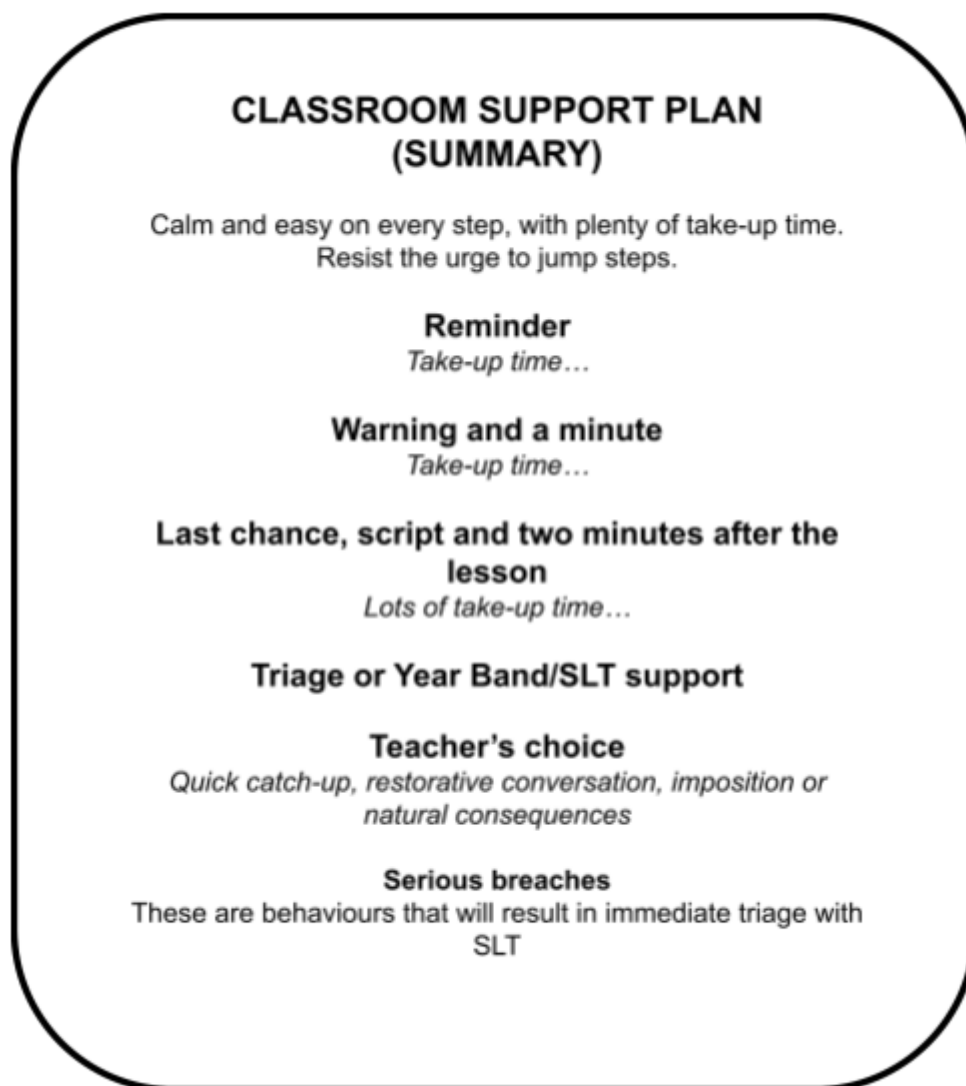 CLASSROOM SUPPORT PLAN
(SUMMARY)
Calm and easy on every step, with plenty of take-up time.
Resist the urge to jump steps.
Reminder
Take-up time…
Warning and a minute
Take-up time…
Last chance, script and two minutes after the
lesson
Lots of take-up time…
Triage or Year Band/SLT support
Teacher’s choice
Quick catch-up, restorative conversation, imposition or
natural consequences
Serious breaches
These are behaviours that will result in immediate triage with
SLT